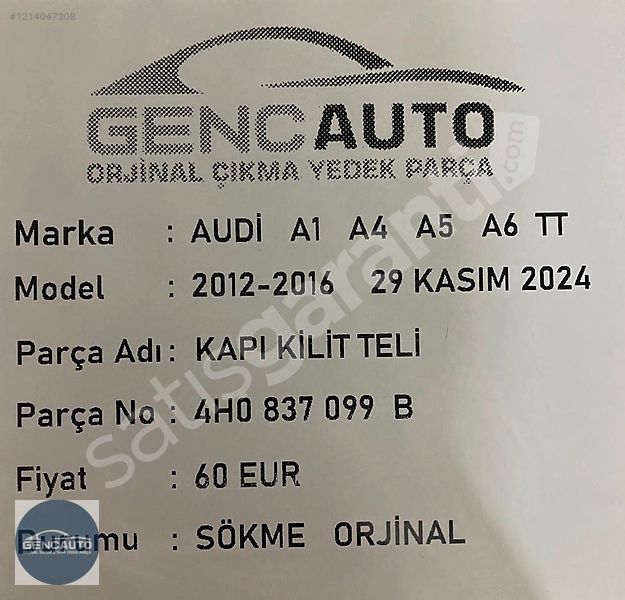 #1214047308
GENCAUTO
ORJİNAL ÇIKMA YEDEK PARÇA
Marka : AUDİ A1 A4 A5 A6 TT
Model : 2012-2016 29 KASIM 2024
Parça Adı : KAPI KİLİT TELİ
Parça No : 4H0 837 099 B
Fiyat : 60 EUR
Durumu : SÖKME ORJİNAL
GENCAUTO
satisgaranti.com